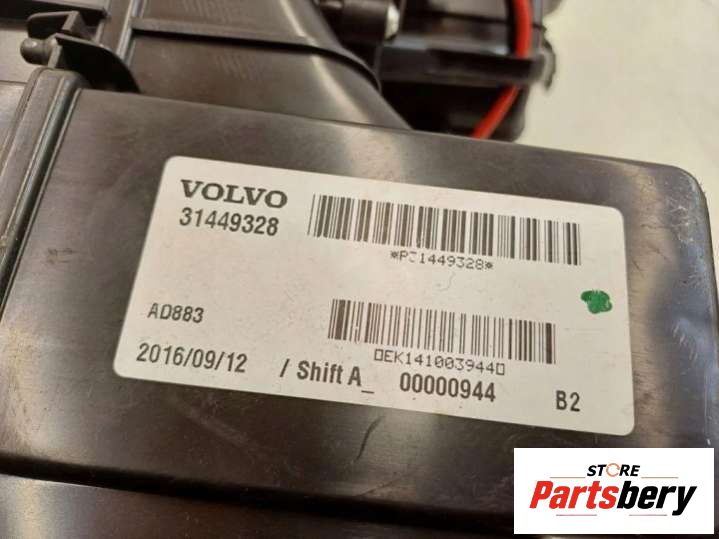 VOLVO
31449328
*P31449328*
AD883
▯EK141003944▯
2016/09/12 / Shift A_ 00000944 B2
STORE
Partsbery